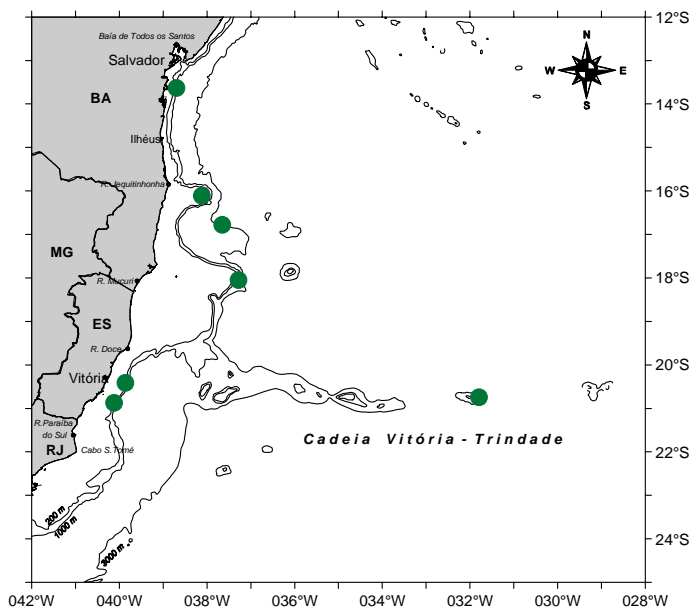 12°S
Baía de Todos os Santos
Salvador
N
W E
S
BA
14°S
Ilhéus
R. Jequitinhonha
16°S
MG
R. Mucuri
18°S
ES
R. Doce
20°S
Vitória
R.Paraíba
do Sul
RJ
Cabo S.Tomé
Cadeia Vitória - Trindade
22°S
200 m
1000 m
3000 m
24°S
042°W 040°W 038°W 036°W 034°W 032°W 030°W 028°W